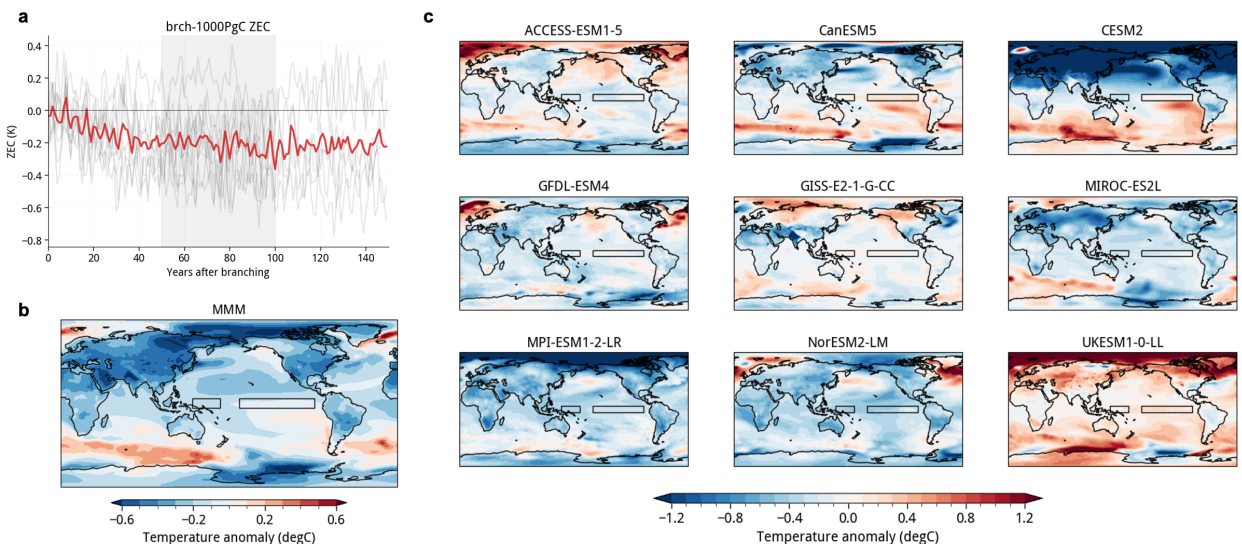 a
brch-1000PgC ZEC
0.4
0.2
0.0
−0.2
−0.4
−0.6
−0.8
ZEC (K)
0 20 40 60 80 100 120 140
Years after branching
b
MMM
−0.6 −0.2 0.2 0.6
Temperature anomaly (degC)
c
ACCESS-ESM1-5 CanESM5 CESM2
GFDL-ESM4 GISS-E2-1-G-CC MIROC-ES2L
MPI-ESM1-2-LR NorESM2-LM UKESM1-0-LL
−1.2 −0.8 −0.4 0.0 0.4 0.8 1.2
Temperature anomaly (degC)